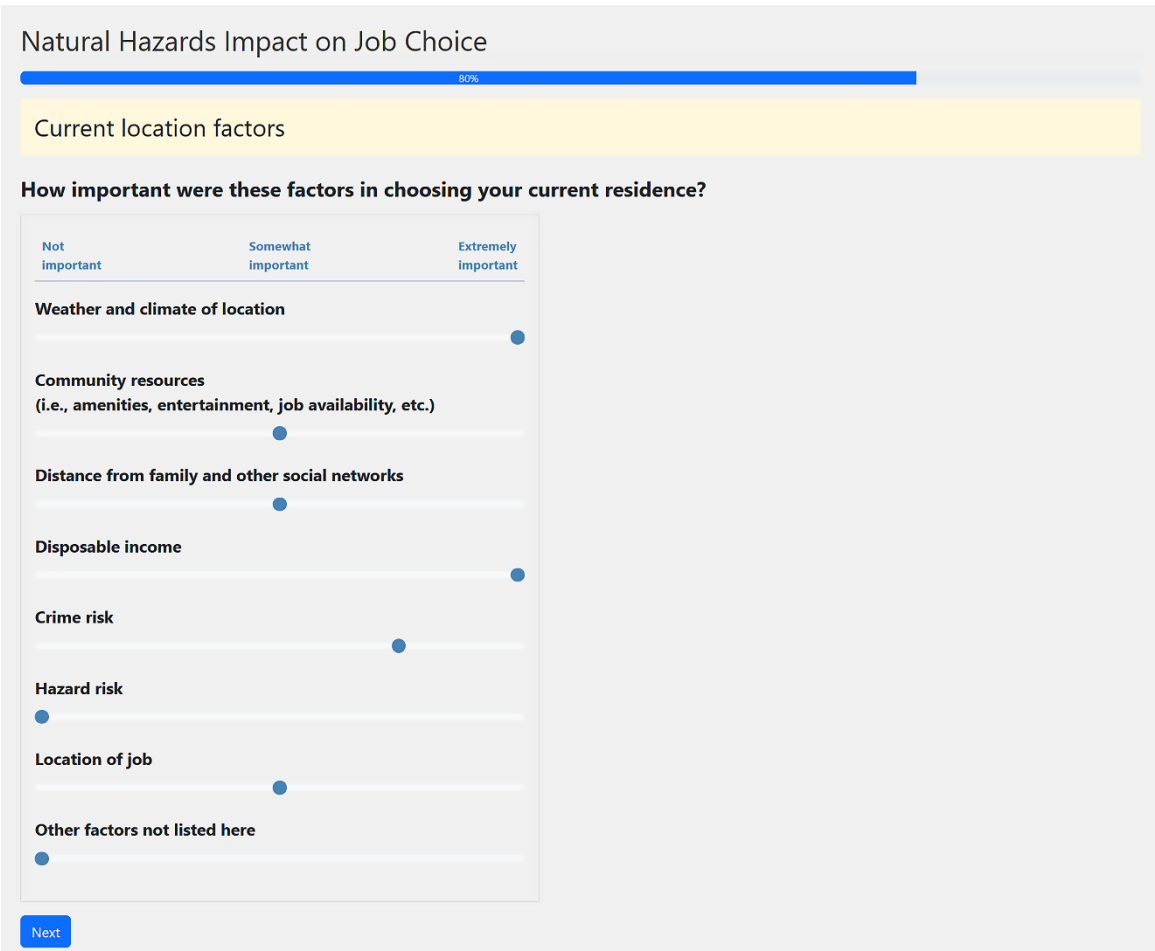 Natural Hazards Impact on Job Choice
80%
Current location factors
How important were these factors in choosing your current residence?
Not important
Somewhat important
Extremely important
Weather and climate of location
Community resources
(i.e., amenities, entertainment, job availability, etc.)
Distance from family and other social networks
Disposable income
Crime risk
Hazard risk
Location of job
Other factors not listed here
Next